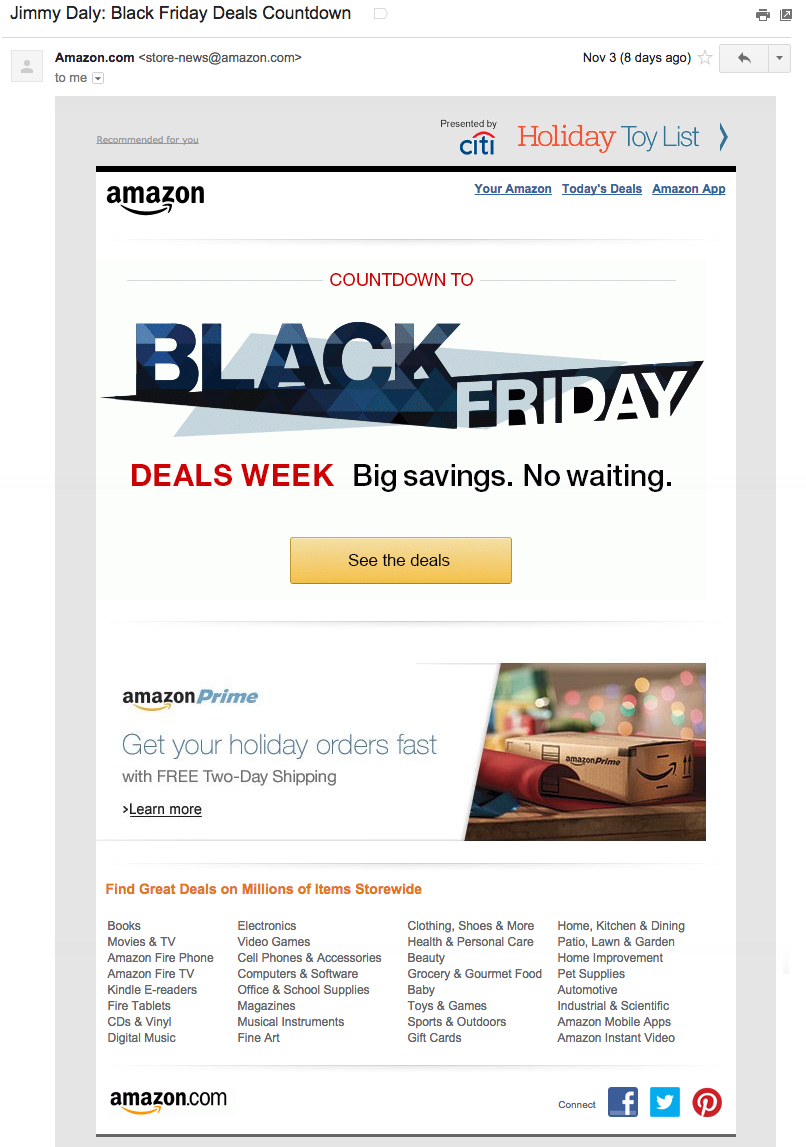 Jimmy Daly: Black Friday Deals Countdown
Amazon.com <store-news@amazon.com>
Nov 3 (8 days ago)
to me
Presented by
citi
Holiday Toy List
Recommended for you
amazon
Your Amazon Today's Deals Amazon App
COUNTDOWN TO
BLACK
FRIDAY
DEALS WEEK Big savings. No waiting.
See the deals
amazonPrime
Get your holiday orders fast
with FREE Two-Day Shipping
>Learn more
amazonPrime
Find Great Deals on Millions of Items Storewide
Books Electronics Clothing, Shoes & More Home, Kitchen & Dining
Movies & TV Video Games Health & Personal Care Patio, Lawn & Garden
Amazon Fire Phone Cell Phones & Accessories Beauty Home Improvement
Amazon Fire TV Computers & Software Grocery & Gourmet Food Pet Supplies
Kindle E-readers Office & School Supplies Baby Automotive
Fire Tablets Magazines Toys & Games Industrial & Scientific
CDs & Vinyl Musical Instruments Sports & Outdoors Amazon Mobile Apps
Digital Music Fine Art Gift Cards Amazon Instant Video
amazon.com
Connect